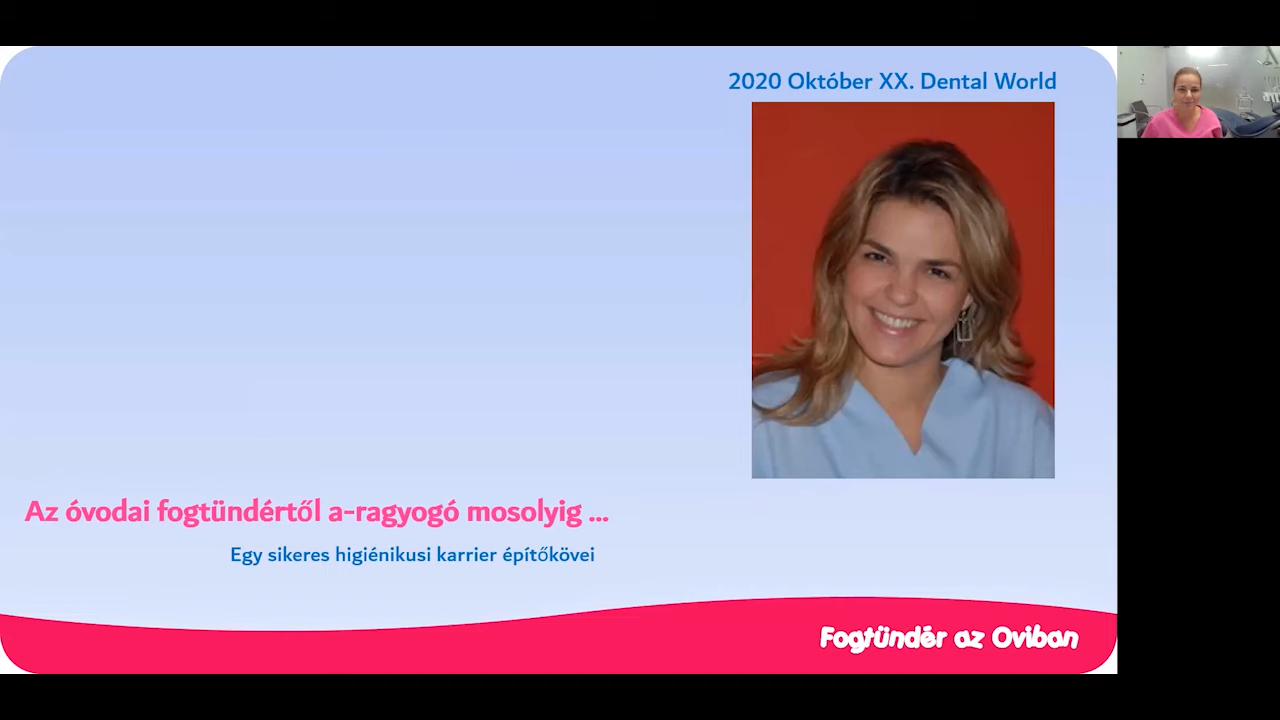 2020 Október XX. Dental World
Az óvodai fogtündértől a-ragyogó mosolyig ...
Egy sikeres higiénikusi karrier építőkövei
Fogtündér az Oviban